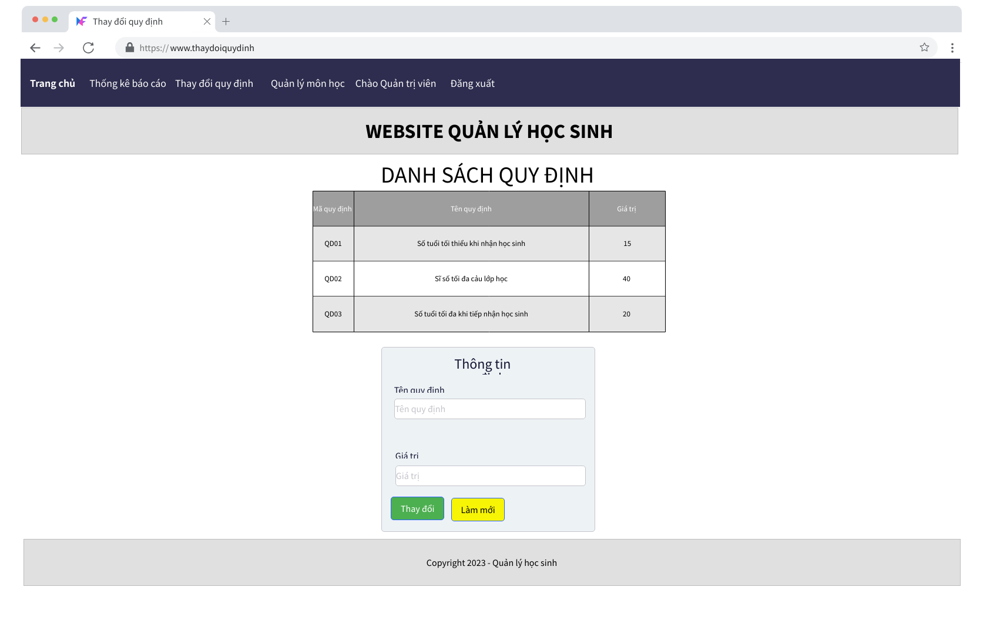 Thay đổi quy định
https://www.thaydoiquydinh
Trang chủ Thống kê báo cáo Thay đổi quy định Quản lý môn học Chào Quản trị viên Đăng xuất
WEBSITE QUẢN LÝ HỌC SINH
DANH SÁCH QUY ĐỊNH
Mã quy định Tên quy định Giá trị
QD01 Số tuổi tối thiểu khi nhận học sinh 15
QD02 Sĩ số tối đa cảu lớp học 40
QD03 Số tuổi tối đa khi tiếp nhận học sinh 20
Thông tin
Tên quy định
Tên quy định
Giá trị
Giá trị
Thay đổi Làm mới
Copyright 2023 - Quản lý học sinh